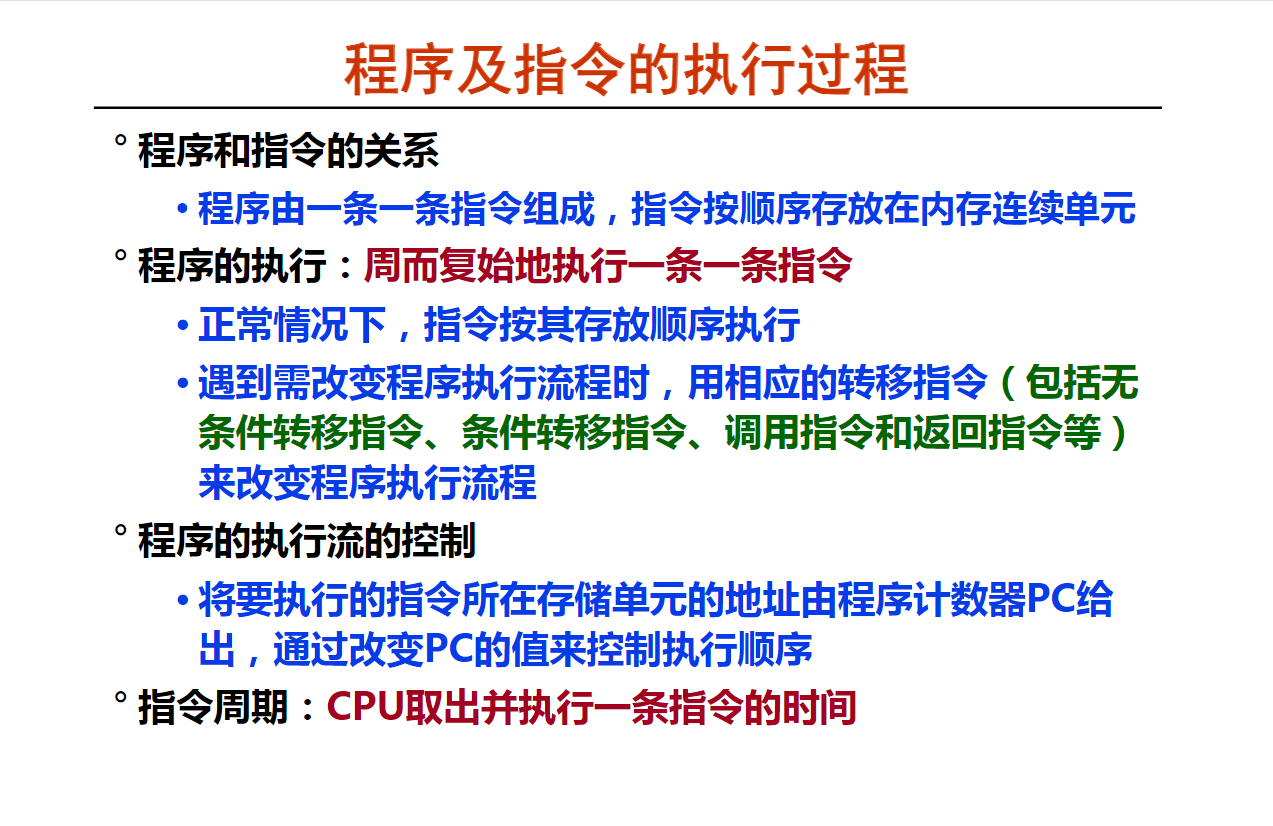 程序及指令的执行过程
° 程序和指令的关系
• 程序由一条一条指令组成，指令按顺序存放在内存连续单元
° 程序的执行：周而复始地执行一条一条指令
• 正常情况下，指令按其存放顺序执行
• 遇到需改变程序执行流程时，用相应的转移指令（包括无
条件转移指令、条件转移指令、调用指令和返回指令等）
来改变程序执行流程
° 程序的执行流的控制
• 将要执行的指令所在存储单元的地址由程序计数器PC给
出，通过改变PC的值来控制执行顺序
° 指令周期：CPU取出并执行一条指令的时间